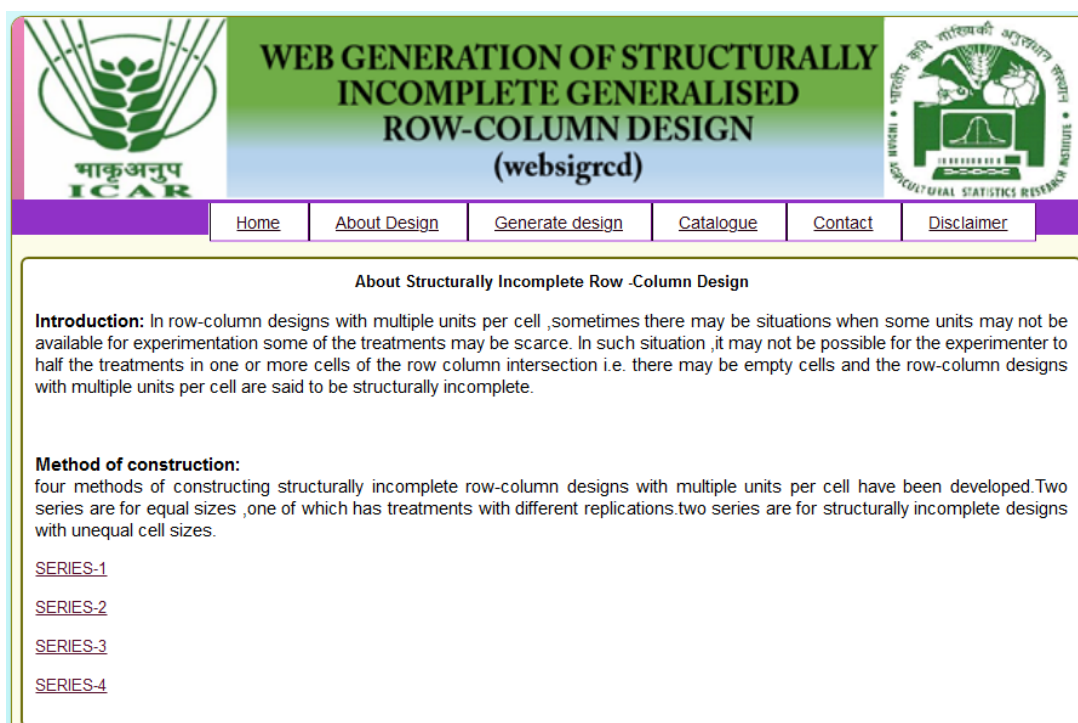 WEB GENERATION OF STRUCTURALLY
INCOMPLETE GENERALISED
ROW-COLUMN DESIGN
(websigrcd)
भाकृअनुप
ICAR
भारतीय कृषि सांख्यिकी अनुसंधान संस्थान • INDIAN AGRICULTURAL STATISTICS RESEARCH INSTITUTE •
Home About Design Generate design Catalogue Contact Disclaimer
About Structurally Incomplete Row -Column Design
Introduction: In row-column designs with multiple units per cell ,sometimes there may be situations when some units may not be
available for experimentation some of the treatments may be scarce. In such situation ,it may not be possible for the experimenter to
half the treatments in one or more cells of the row column intersection i.e. there may be empty cells and the row-column designs
with multiple units per cell are said to be structurally incomplete.
Method of construction:
four methods of constructing structurally incomplete row-column designs with multiple units per cell have been developed.Two
series are for equal sizes ,one of which has treatments with different replications.two series are for structurally incomplete designs
with unequal cell sizes.
SERIES-1
SERIES-2
SERIES-3
SERIES-4